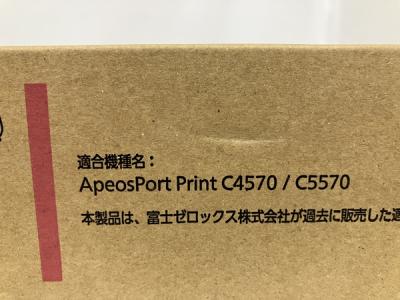 適合機種名：
ApeosPort Print C4570 / C5570
本製品は、富士ゼロックス株式会社が過去に販売した